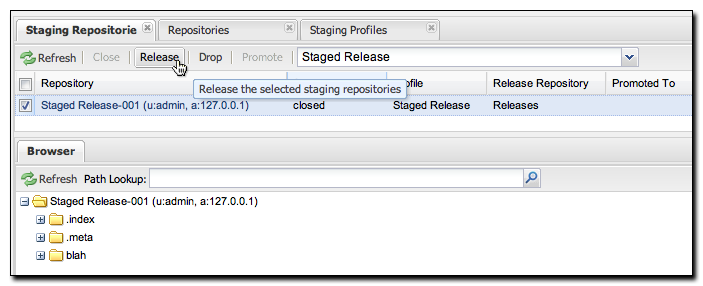 Staging Repositorie Repositories Staging Profiles
Refresh Close Release Drop Promote Staged Release
Repository rofile Release Repository Promoted To
Release the selected staging repositories
Staged Release-001 (u:admin, a:127.0.0.1) closed Staged Release Releases
Browser
Refresh Path Lookup:
Staged Release-001 (u:admin, a:127.0.0.1)
.index
.meta
blah